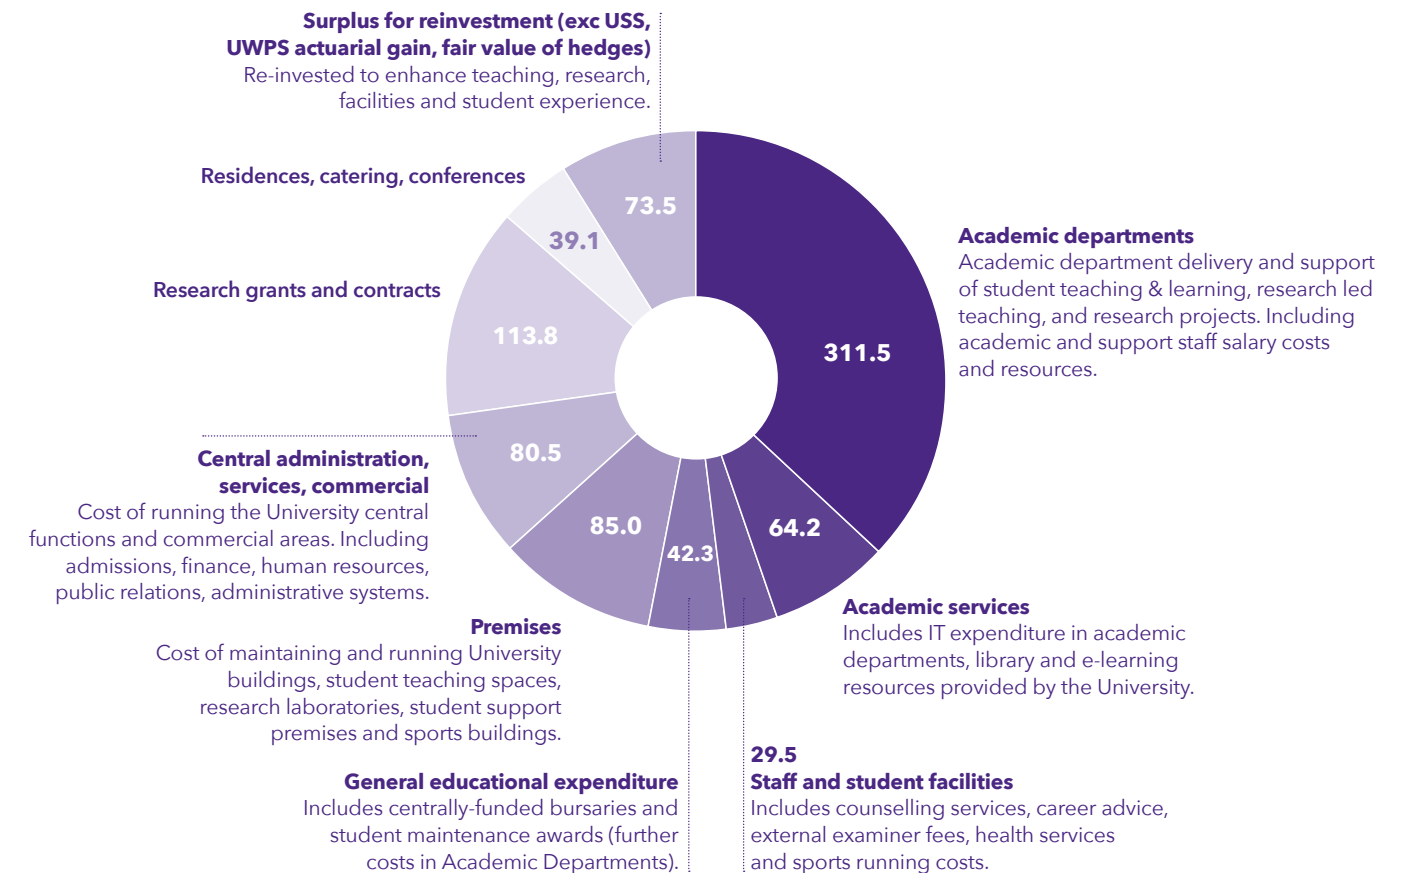 Surplus for reinvestment (exc USS,
UWPS actuarial gain, fair value of hedges)
Re-invested to enhance teaching, research,
facilities and student experience.
73.5
Residences, catering, conferences
39.1
Research grants and contracts
113.8
Academic departments
Academic department delivery and support
of student teaching & learning, research led
teaching, and research projects. Including
academic and support staff salary costs
and resources.
311.5
Central administration,
services, commercial
Cost of running the University central
functions and commercial areas. Including
admissions, finance, human resources,
public relations, administrative systems.
80.5
85.0
42.3
64.2
Academic services
Includes IT expenditure in academic
departments, library and e-learning
resources provided by the University.
Premises
Cost of maintaining and running University
buildings, student teaching spaces,
research laboratories, student support
premises and sports buildings.
General educational expenditure
Includes centrally-funded bursaries and
student maintenance awards (further
costs in Academic Departments).
29.5
Staff and student facilities
Includes counselling services, career advice,
external examiner fees, health services
and sports running costs.